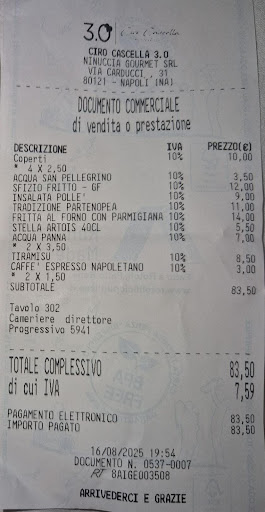 3.0 Ciro Cascella
CIRO CASCELLA 3.0
NINUCCIA GOURMET SRL
VIA CARDUCCI , 31
80121 - NAPOLI (NA)
DOCUMENTO COMMERCIALE
di vendita o prestazione
DESCRIZIONE IVA PREZZO(€)
Coperti 10% 10,00
* 4 X 2,50
ACQUA SAN PELLEGRINO 10% 3,50
SFIZIO FRITTO - GF 10% 12,00
INSALATA POLLE' 10% 9,00
TRADIZIONE PARTENOPEA 10% 11,00
FRITTA AL FORNO CON PARMIGIANA 10% 14,00
STELLA ARTOIS 40CL 10% 5,50
ACQUA PANNA 10% 7,00
* 2 X 3,50
TIRAMISU 10% 8,50
CAFFE' ESPRESSO NAPOLETANO 10% 3,00
* 2 X 1,50
SUBTOTALE 83,50
Tavolo 302
Cameriere direttore
Progressivo 5941
TOTALE COMPLESSIVO 83,50
di cui IVA 7,59
PAGAMENTO ELETTRONICO 83,50
IMPORTO PAGATO 83,50
16/08/2025 19:54
DOCUMENTO N. 0537-0007
RT 8AIGE003508
ARRIVEDERCI E GRAZIE